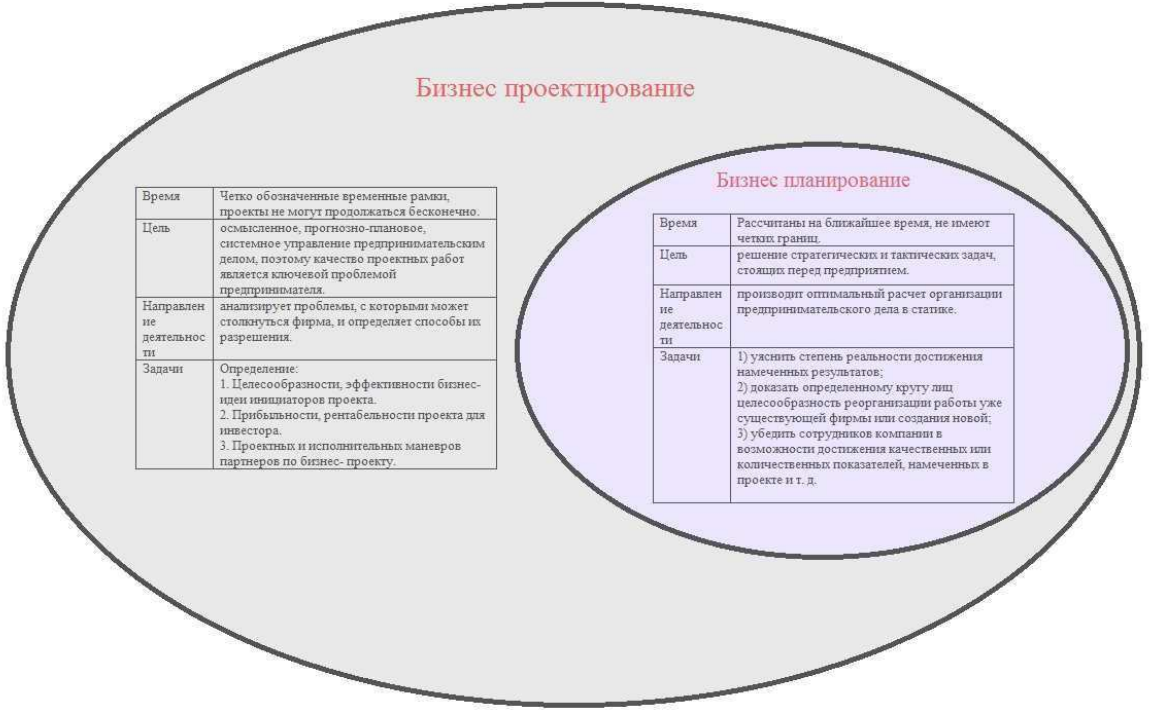 Бизнес проектирование
Время Четко обозначенные временные рамки,
проекты не могут продолжаться бесконечно.
Цель осмысленное, прогнозно-плановое,
системное управление предпринимательским
делом, поэтому качество проектных работ
является ключевой проблемой
предпринимателя.
Направлен анализирует проблемы, с которыми может
ие столкнуться фирма, и определяет способы их
деятельнос разрешения.
ти
Задачи Определение:
1. Целесообразности, эффективности бизнес-
идеи инициаторов проекта.
2. Прибыльности, рентабельности проекта для
инвестора.
3. Проектных и исполнительных маневров
партнеров по бизнес- проекту.
Бизнес планирование
Время Рассчитаны на ближайшее время, не имеют
четких границ.
Цель решение стратегических и тактических задач,
стоящих перед предприятием.
Направлен производит оптимальный расчет организации
ие предпринимательского дела в статике.
деятельнос
ти
Задачи 1) уяснить степень реальности достижения
намеченных результатов;
2) доказать определенному кругу лиц
целесообразность реорганизации работы уже
существующей фирмы или создания новой;
3) убедить сотрудников компании в
возможности достижения качественных или
количественных показателей, намеченных в
проекте и т. д.